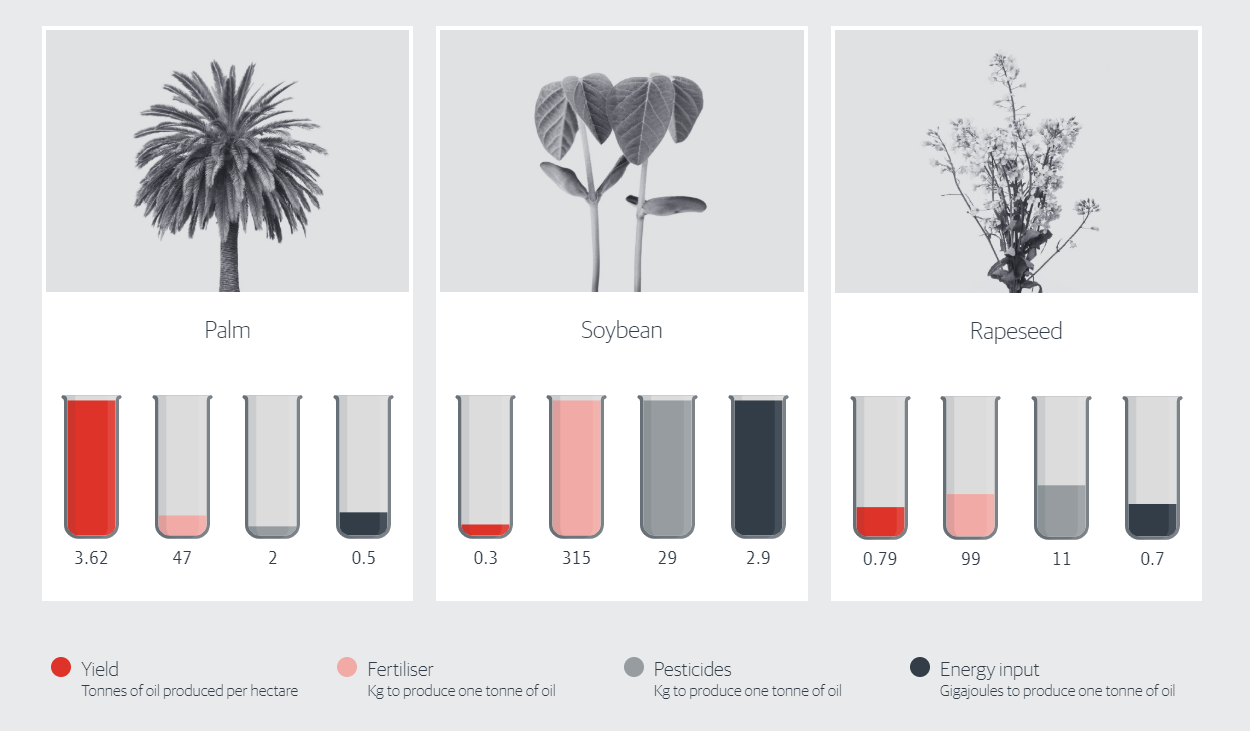 Palm
3.62 47 2 0.5
Soybean
0.3 315 29 2.9
Rapeseed
0.79 99 11 0.7
Yield
Tonnes of oil produced per hectare
Fertiliser
Kg to produce one tonne of oil
Pesticides
Kg to produce one tonne of oil
Energy input
Gigajoules to produce one tonne of oil